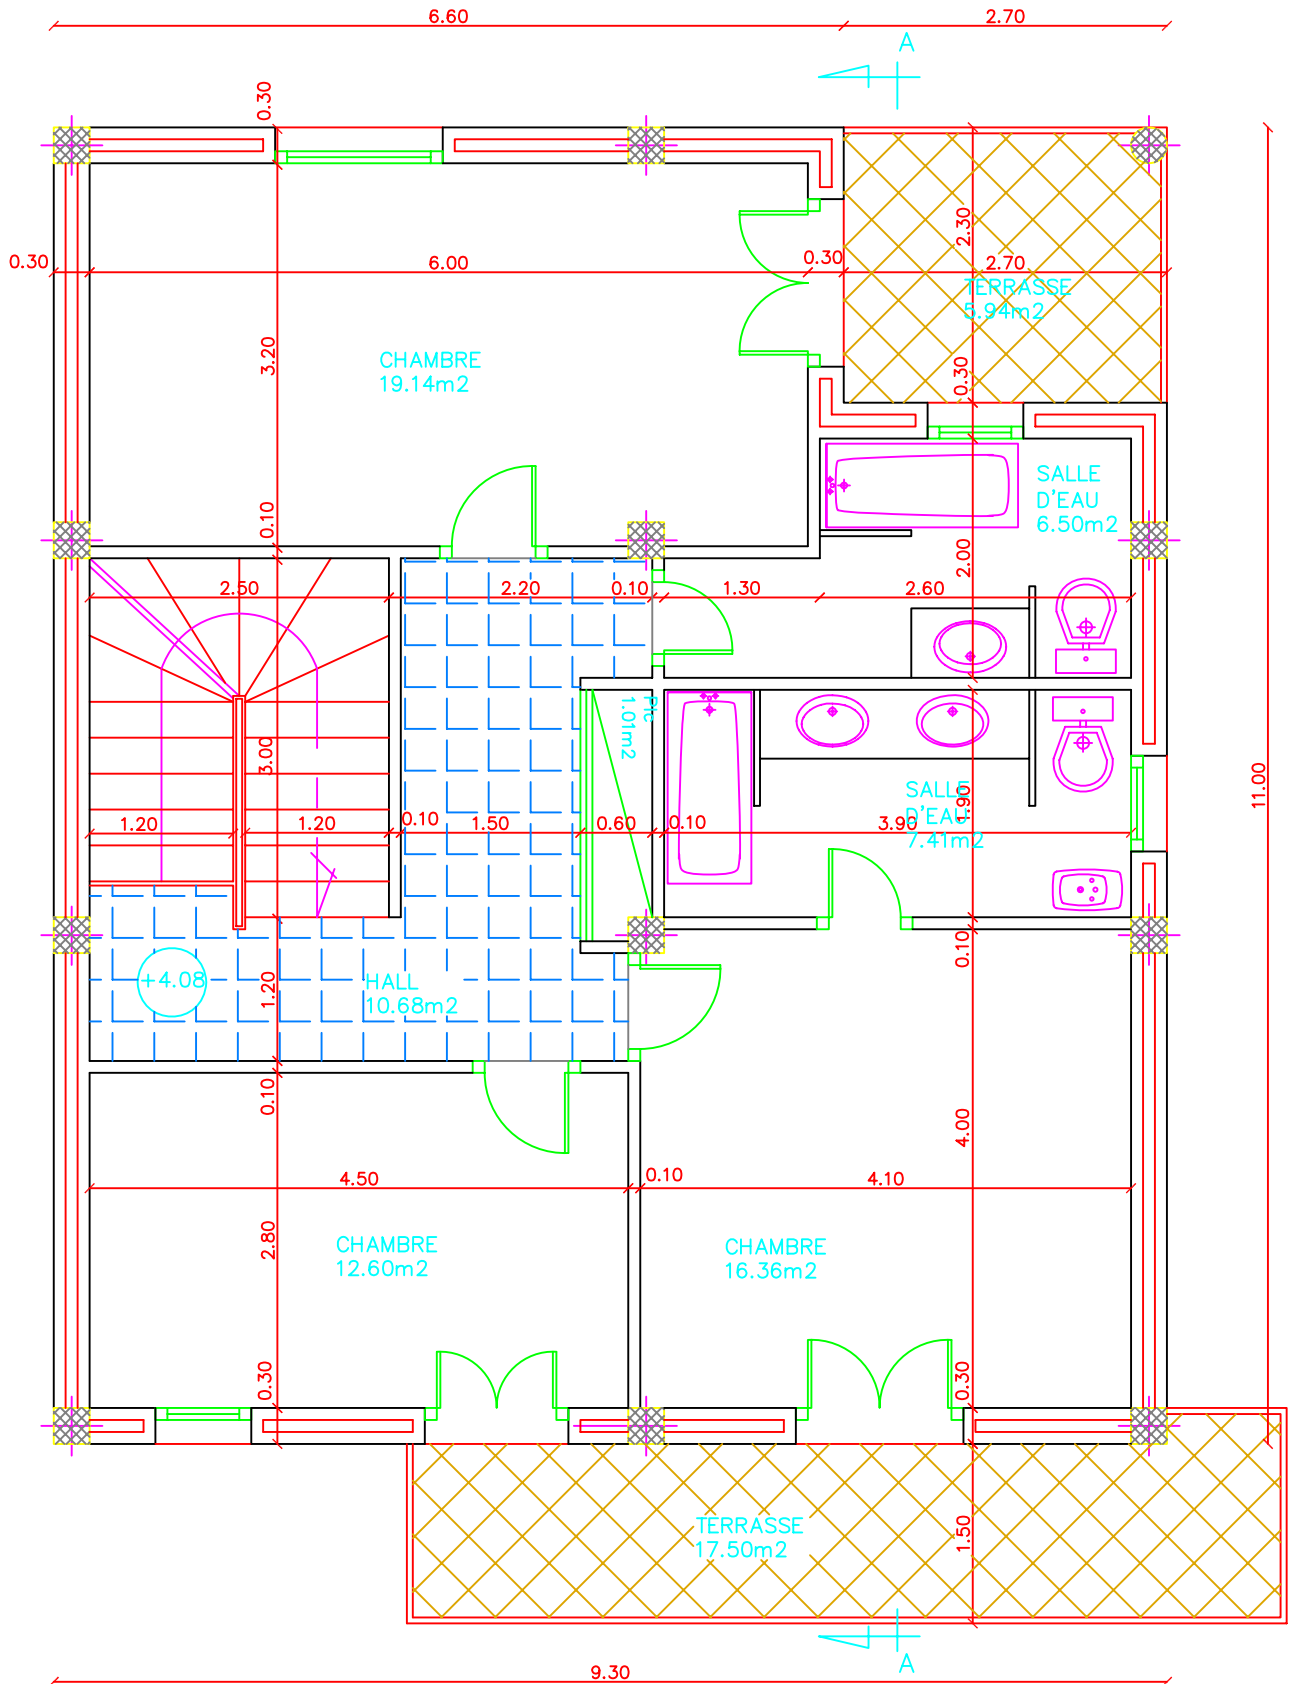 6.60
2.70
A
0.30
0.30
6.00
0.30
2.30
2.70
TERRASSE
5.94m2
3.20
CHAMBRE
19.14m2
0.30
SALLE
D'EAU
6.50m2
0.10
2.00
2.50
2.20
0.10
1.30
2.60
Plc
1.01m2
3.00
1.20
1.20
0.10
1.50
0.60
0.10
3.90
1.90
SALLE
D'EAU
7.41m2
11.00
0.10
+4.08
1.20
HALL
10.68m2
0.10
4.00
4.50
0.10
4.10
2.80
CHAMBRE
12.60m2
CHAMBRE
16.36m2
0.30
0.30
TERRASSE
17.50m2
1.50
A
9.30